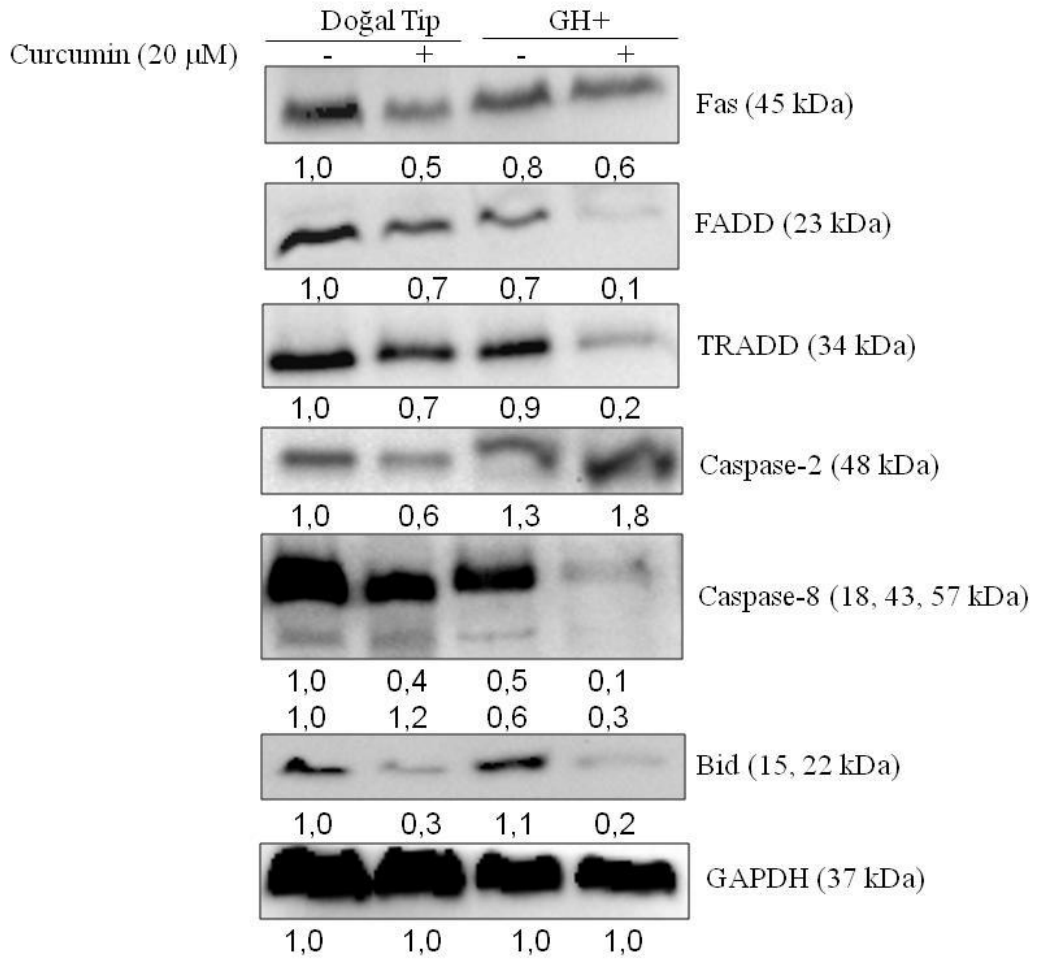 Doğal Tip GH+
Curcumin (20 µM) - + - +
Fas (45 kDa)
1,0 0,5 0,8 0,6
FADD (23 kDa)
1,0 0,7 0,7 0,1
TRADD (34 kDa)
1,0 0,7 0,9 0,2
Caspase-2 (48 kDa)
1,0 0,6 1,3 1,8
Caspase-8 (18, 43, 57 kDa)
1,0 0,4 0,5 0,1
1,0 1,2 0,6 0,3
Bid (15, 22 kDa)
1,0 0,3 1,1 0,2
GAPDH (37 kDa)
1,0 1,0 1,0 1,0